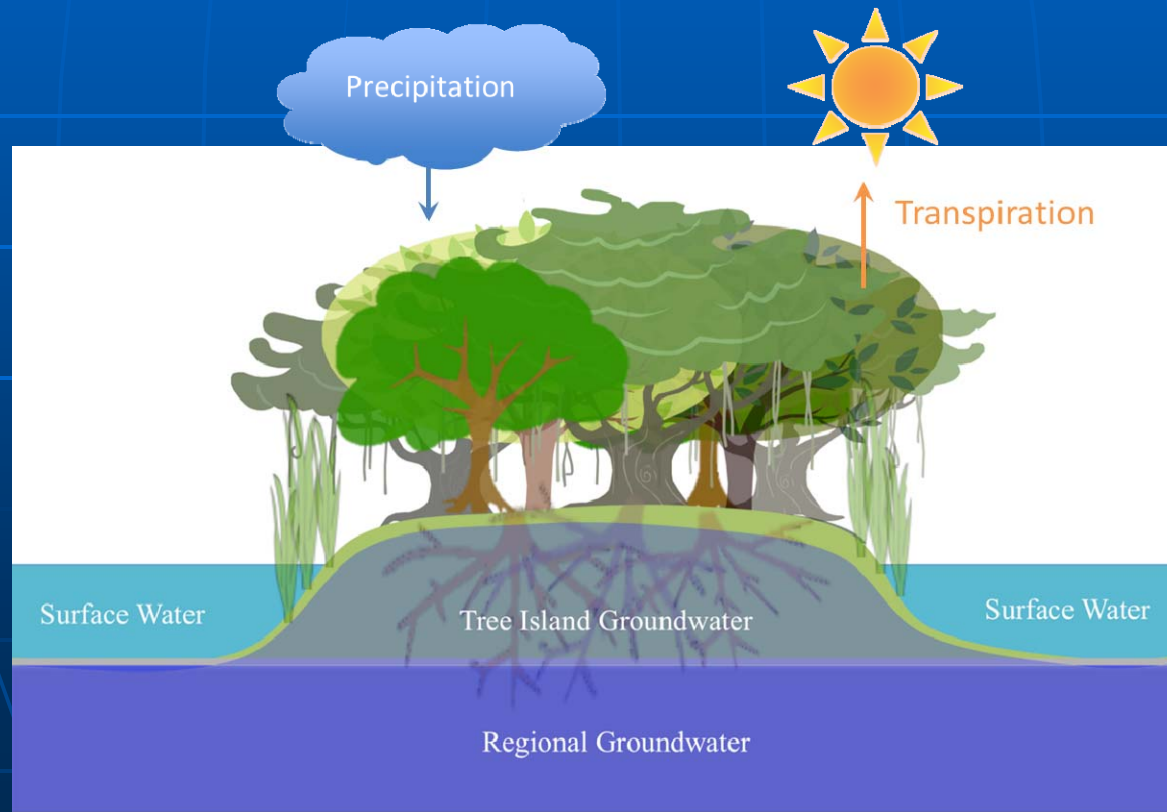 Precipitation
Transpiration
Surface Water
Tree Island Groundwater
Surface Water
Regional Groundwater